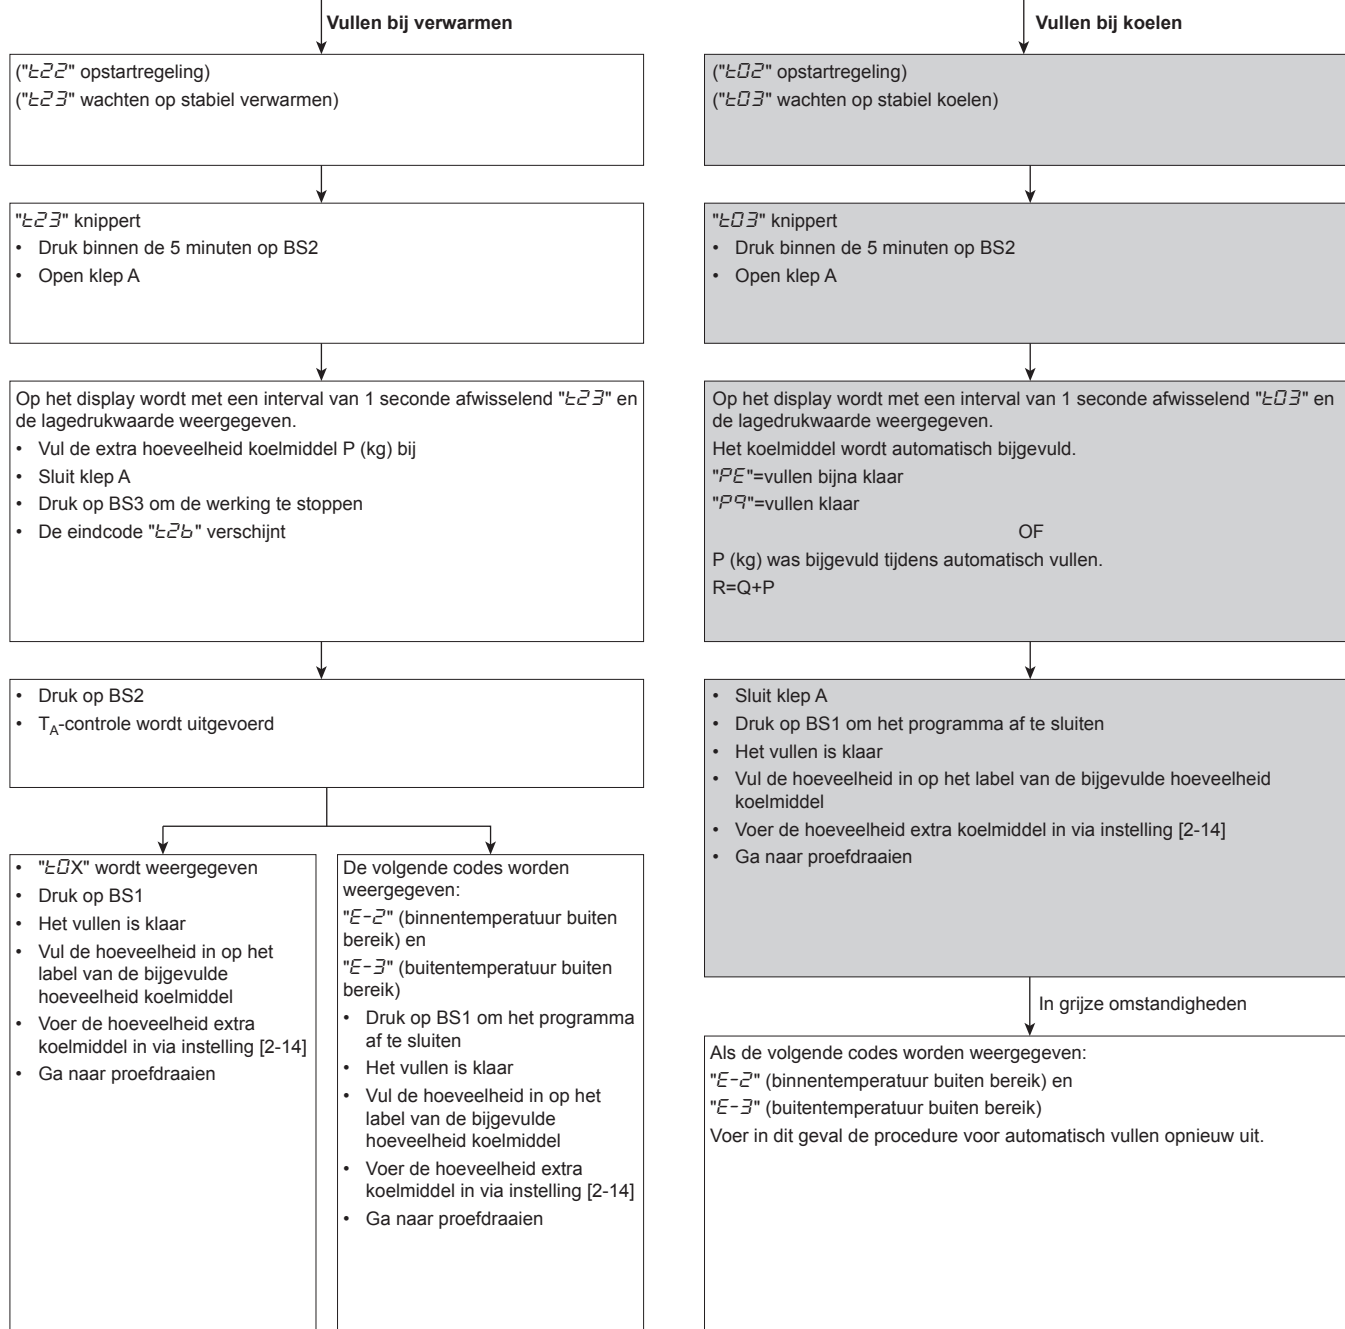 Vullen bij verwarmen
("t22" opstartregeling)
("t23" wachten op stabiel verwarmen)
"t23" knippert
• Druk binnen de 5 minuten op BS2
• Open klep A
Op het display wordt met een interval van 1 seconde afwisselend "t23" en
de lagedrukwaarde weergegeven.
• Vul de extra hoeveelheid koelmiddel P (kg) bij
• Sluit klep A
• Druk op BS3 om de werking te stoppen
• De eindcode "t2b" verschijnt
• Druk op BS2
• TA-controle wordt uitgevoerd
• "t0X" wordt weergegeven
• Druk op BS1
• Het vullen is klaar
• Vul de hoeveelheid in op het
label van de bijgevulde
hoeveelheid koelmiddel
• Voer de hoeveelheid extra
koelmiddel in via instelling [2-14]
• Ga naar proefdraaien
De volgende codes worden
weergegeven:
"E-2" (binnentemperatuur buiten
bereik) en
"E-3" (buitentemperatuur buiten
bereik)
• Druk op BS1 om het programma
af te sluiten
• Het vullen is klaar
• Vul de hoeveelheid in op het
label van de bijgevulde
hoeveelheid koelmiddel
• Voer de hoeveelheid extra
koelmiddel in via instelling [2-14]
• Ga naar proefdraaien
Vullen bij koelen
("t02" opstartregeling)
("t03" wachten op stabiel koelen)
"t03" knippert
• Druk binnen de 5 minuten op BS2
• Open klep A
Op het display wordt met een interval van 1 seconde afwisselend "t03" en
de lagedrukwaarde weergegeven.
Het koelmiddel wordt automatisch bijgevuld.
"PE"=vullen bijna klaar
"P9"=vullen klaar
OF
P (kg) was bijgevuld tijdens automatisch vullen.
R=Q+P
• Sluit klep A
• Druk op BS1 om het programma af te sluiten
• Het vullen is klaar
• Vul de hoeveelheid in op het label van de bijgevulde hoeveelheid
koelmiddel
• Voer de hoeveelheid extra koelmiddel in via instelling [2-14]
• Ga naar proefdraaien
In grijze omstandigheden
Als de volgende codes worden weergegeven:
"E-2" (binnentemperatuur buiten bereik) en
"E-3" (buitentemperatuur buiten bereik)
Voer in dit geval de procedure voor automatisch vullen opnieuw uit.